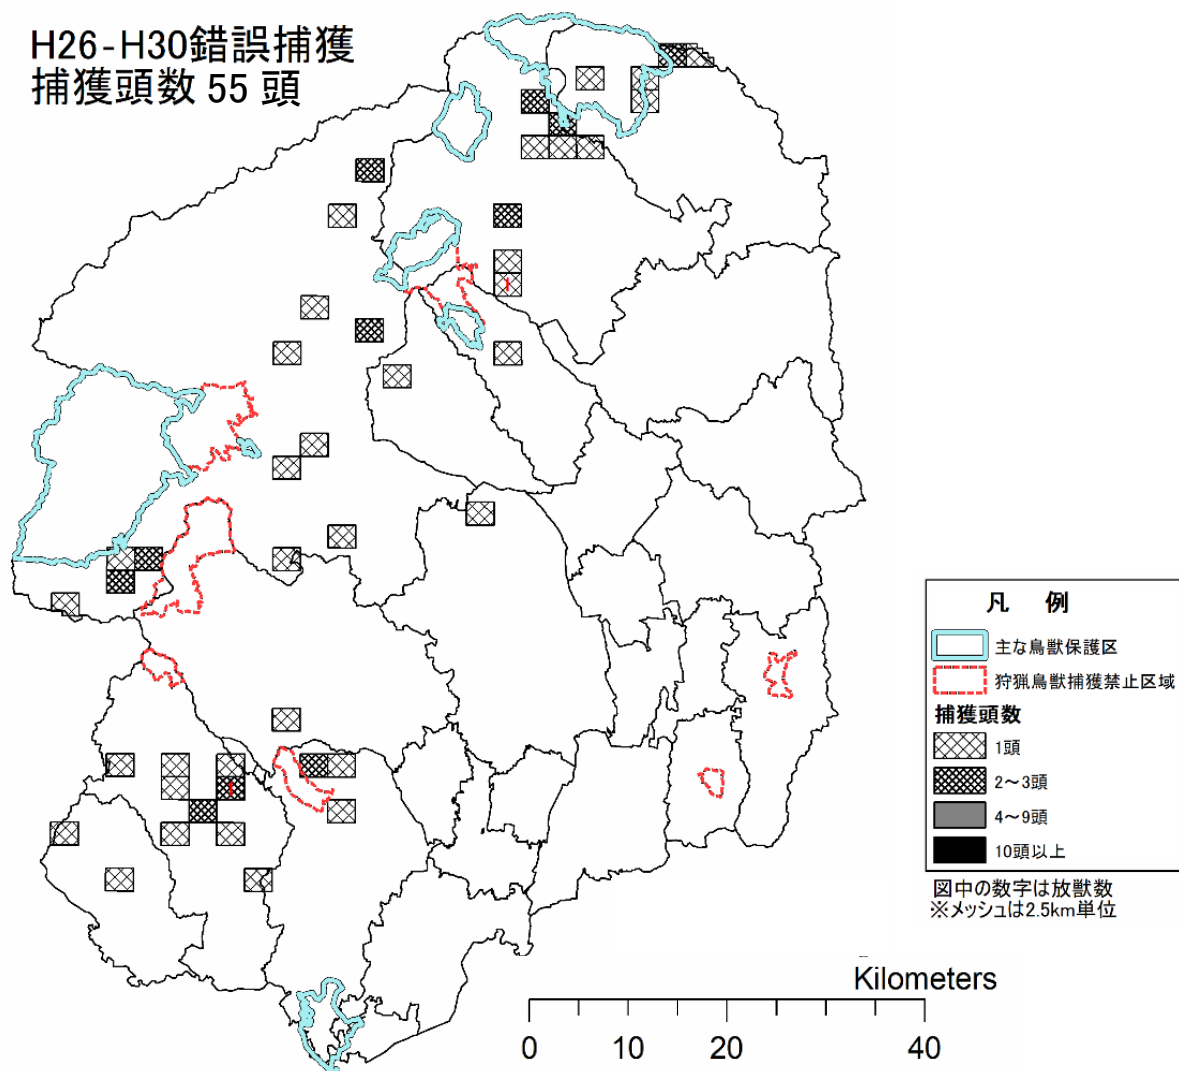 H26-H30錯誤捕獲
捕獲頭数 55 頭
1
1
凡 例
主な鳥獣保護区
狩猟鳥獣捕獲禁止区域
捕獲頭数
1頭
2～3頭
4～9頭
10頭以上
図中の数字は放獣数
※メッシュは2.5km単位
Kilometers
0 10 20 40